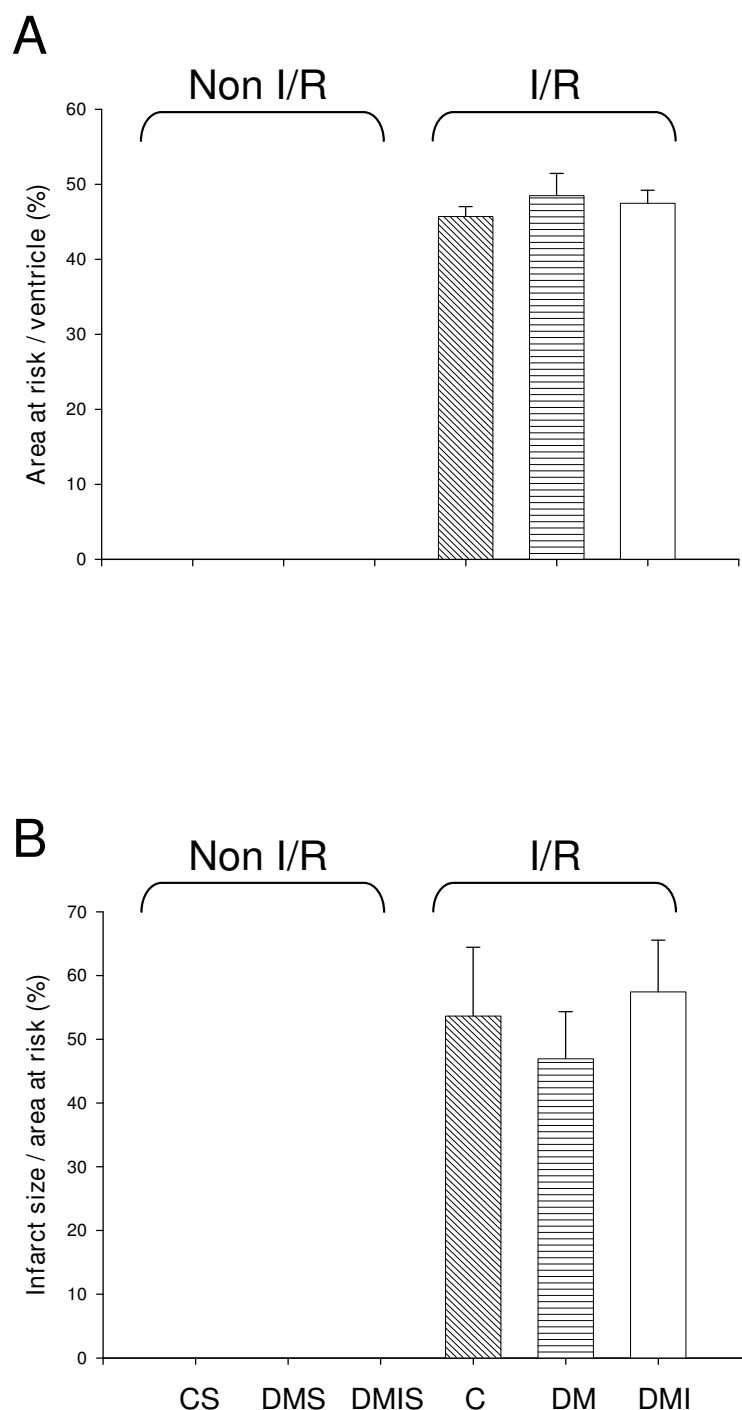 A
Non I/R I/R
60
50
40
30
20
10
0
Area at risk / ventricle (%)
B
Non I/R I/R
70
60
50
40
30
20
10
0
Infarct size / area at risk (%)
CS DMS DMIS C DM DMI